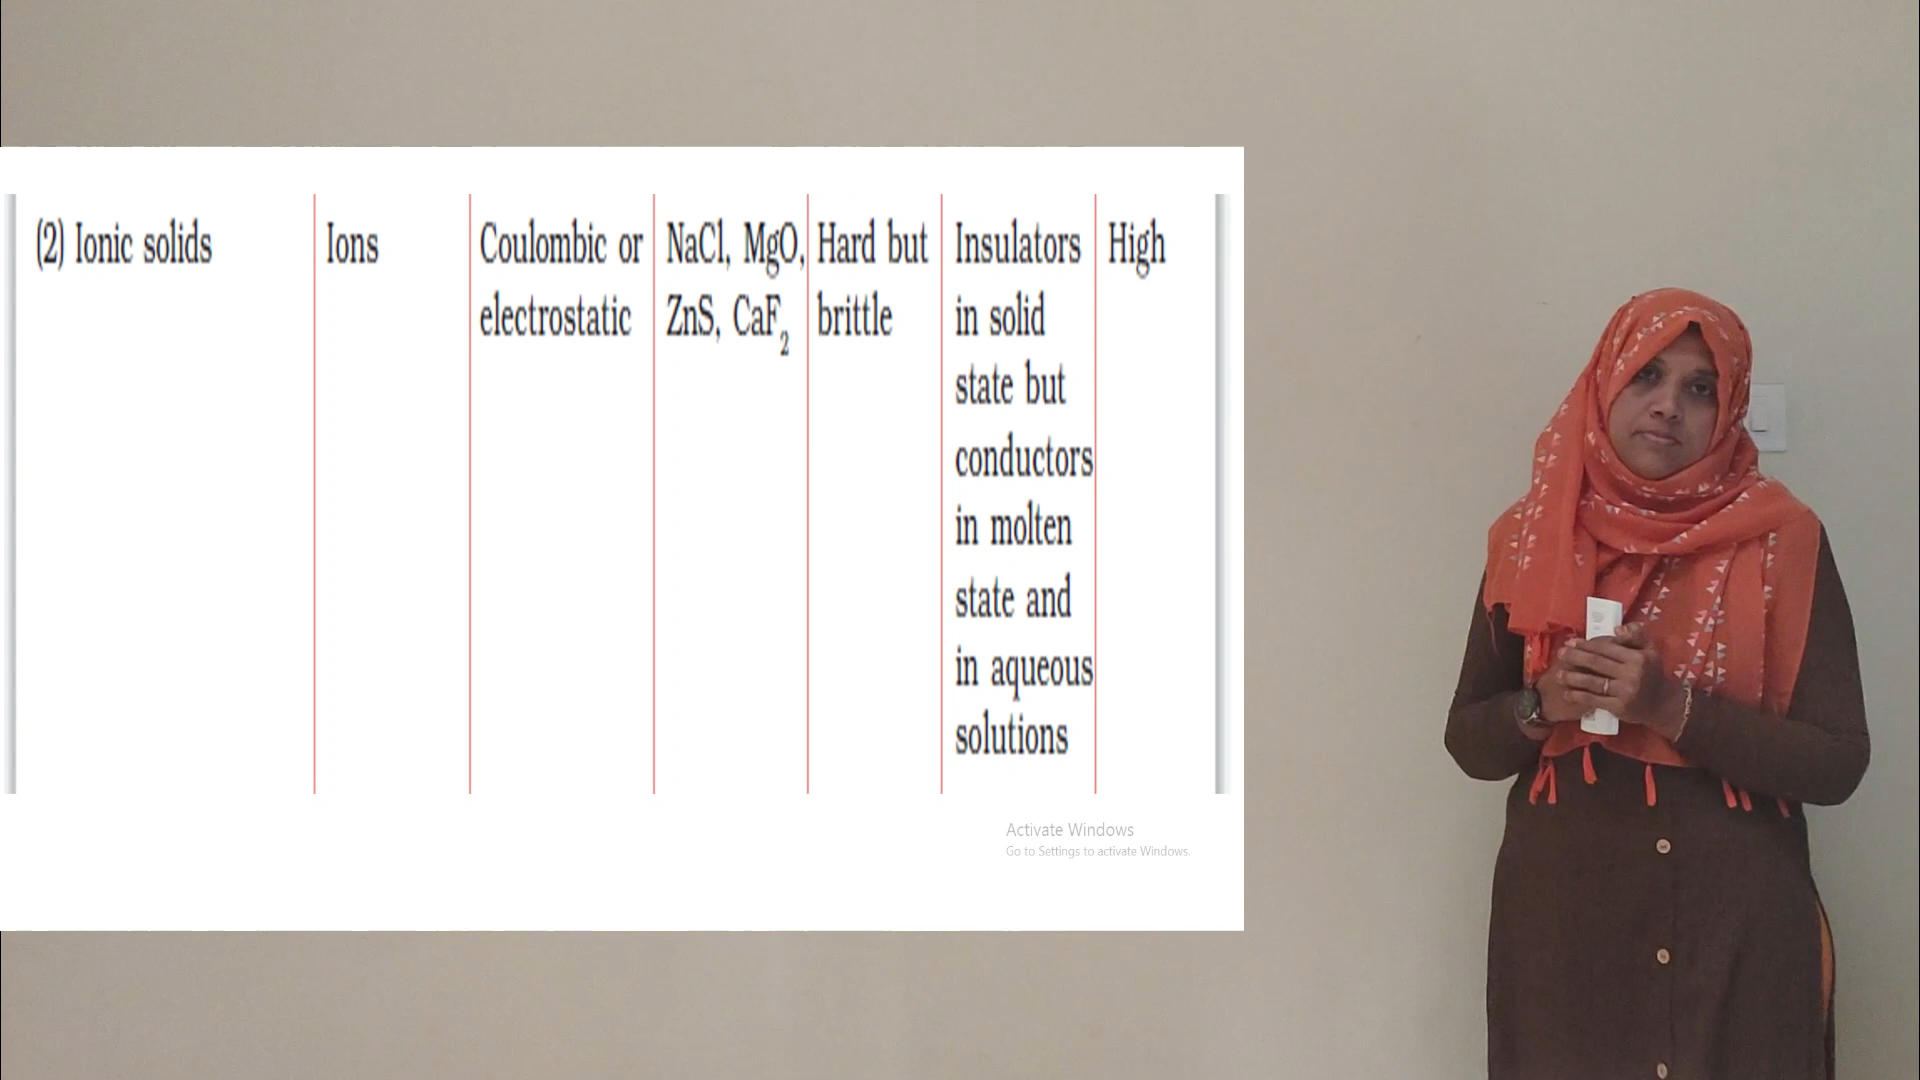 (2) Ionic solids
Ions
Coulombic or
electrostatic
NaCl, MgO,
ZnS, CaF₂
Hard but
brittle
Insulators
in solid
state but
conductors
in molten
state and
in aqueous
solutions
High
Activate Windows
Go to Settings to activate Windows.